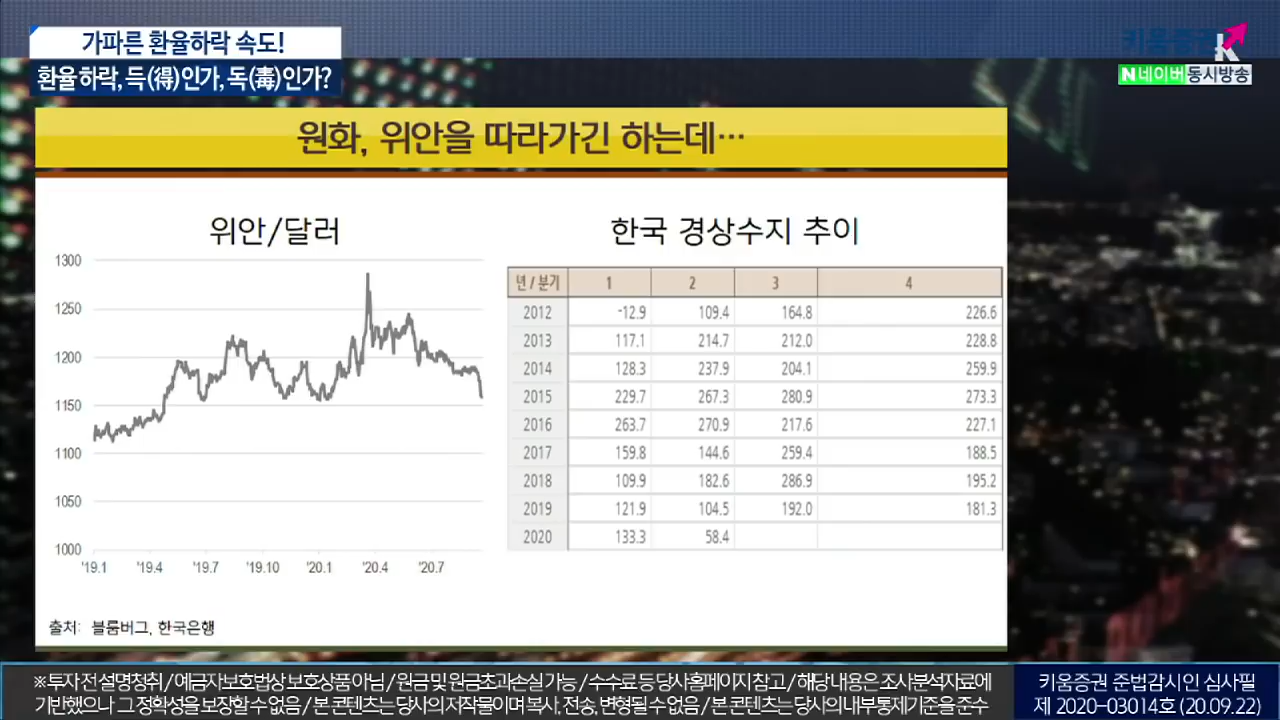 가파른 환율하락 속도!
환율 하락, 득(得)인가, 독(毒)인가?
키움증권
N 네이버 동시방송
원화, 위안을 따라가긴 하는데…
위안/달러
1300
1250
1200
1150
1100
1050
1000
'19.1 '19.4 '19.7 '19.10 '20.1 '20.4 '20.7
한국 경상수지 추이
년 / 분기 1 2 3 4
2012 -12.9 109.4 164.8 226.6
2013 117.1 214.7 212.0 228.8
2014 128.3 237.9 204.1 259.9
2015 229.7 267.3 280.9 273.3
2016 263.7 270.9 217.6 227.1
2017 159.8 144.6 259.4 188.5
2018 109.9 182.6 286.9 195.2
2019 121.9 104.5 192.0 181.3
2020 133.3 58.4
출처: 블룸버그, 한국은행
※ 투자 전 설명청취 / 예금자보호법상 보호상품 아님 / 원금 및 원금초과손실 가능 / 수수료 등 당사홈페이지 참고 / 해당 내용은 조사분석자료에
기반했으나 그 정확성을 보장할 수 없음 / 본 콘텐츠는 당사의 저작물이며 복사, 전송, 변형될 수 없음 / 본 콘텐츠는 당사의 내부통제기준을 준수
키움증권 준법감시인 심사필
제 2020-03014호 (20.09.22)